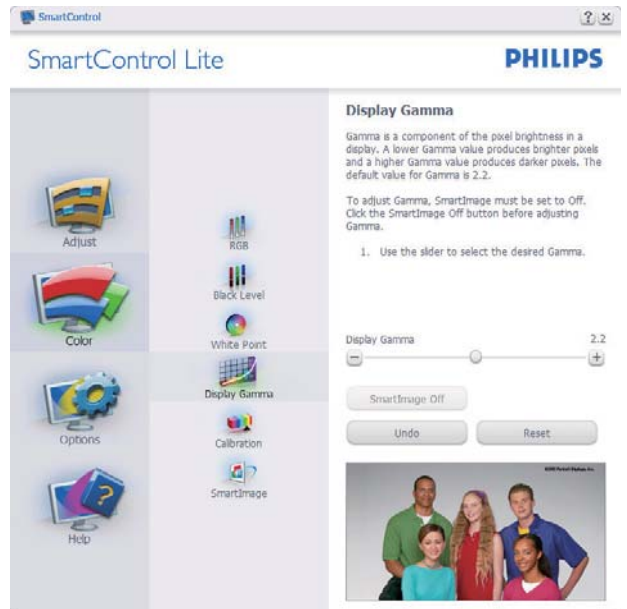 SmartControl
SmartControl Lite
PHILIPS
Adjust
Color
Options
Help
RGB
Black Level
White Point
Display Gamma
Calibration
SmartImage
Display Gamma
Gamma is a component of the pixel brightness in a
display. A lower Gamma value produces brighter pixels
and a higher Gamma value produces darker pixels. The
default value for Gamma is 2.2.
To adjust Gamma, SmartImage must be set to Off.
Click the SmartImage Off button before adjusting
Gamma.
1. Use the slider to select the desired Gamma.
Display Gamma 2.2
SmartImage Off
Undo Reset